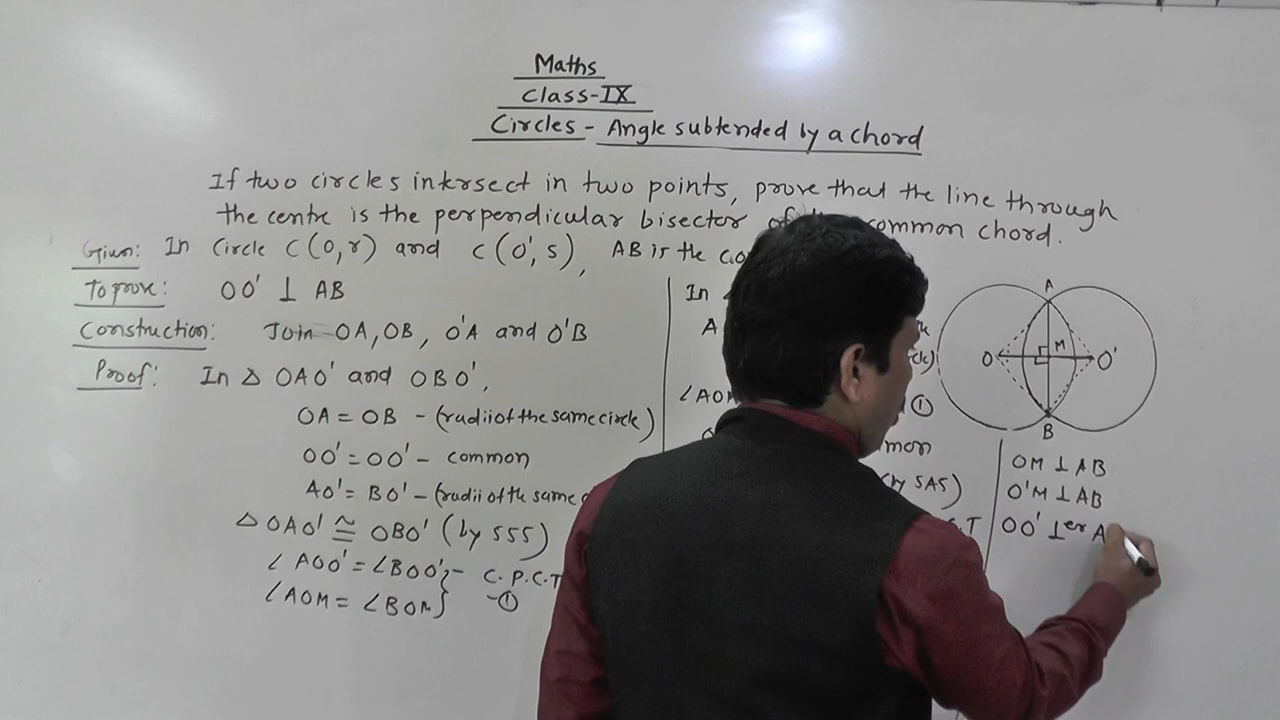 Maths
Class-IX
Circles - Angle subtended by a chord
If two circles intersect in two points, prove that the line through
the centre is the perpendicular bisector of common chord.
Given: In Circle C(O,r) and C(O',s), AB is the
To prove: OO' ⊥ AB
Construction: Join OA, OB, O'A and O'B
Proof: In Δ OAO' and OBO',
OA = OB - (radii of the same circle)
OO' = OO' - common
AO' = BO' - (radii of the same
Δ OAO' ≅ OBO' (by SSS)
∠AOO' = ∠BOO'} - C.P.C.T
∠AOM = ∠BOM} - ①
In
A
∠AOM ①
mon
(by SAS)
C.T
A
O M O'
B
OM ⊥ AB
O'M ⊥ AB
OO' ⊥er A